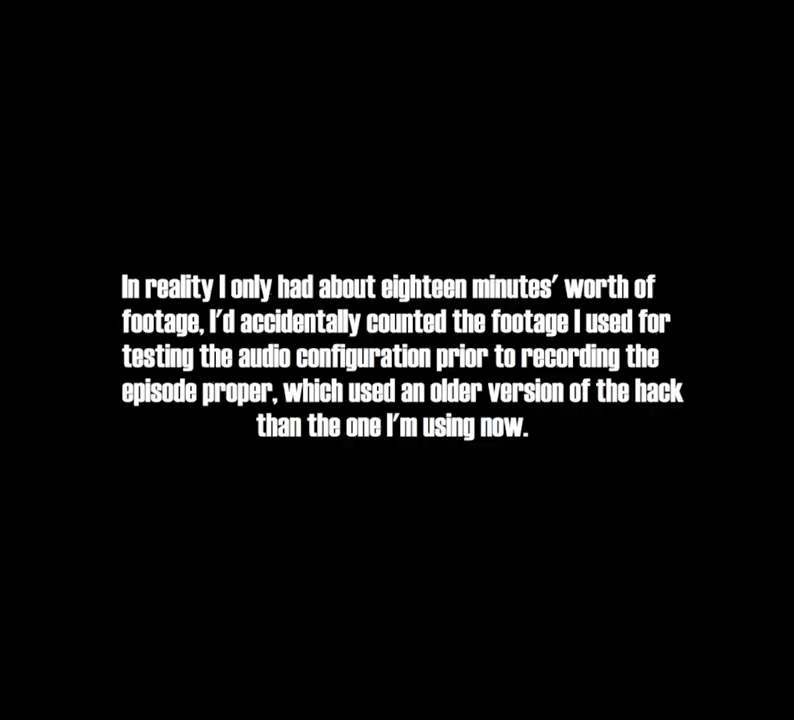 In reality I only had about eighteen minutes' worth of
footage, I'd accidentally counted the footage I used for
testing the audio configuration prior to recording the
episode proper, which used an older version of the hack
than the one I'm using now.